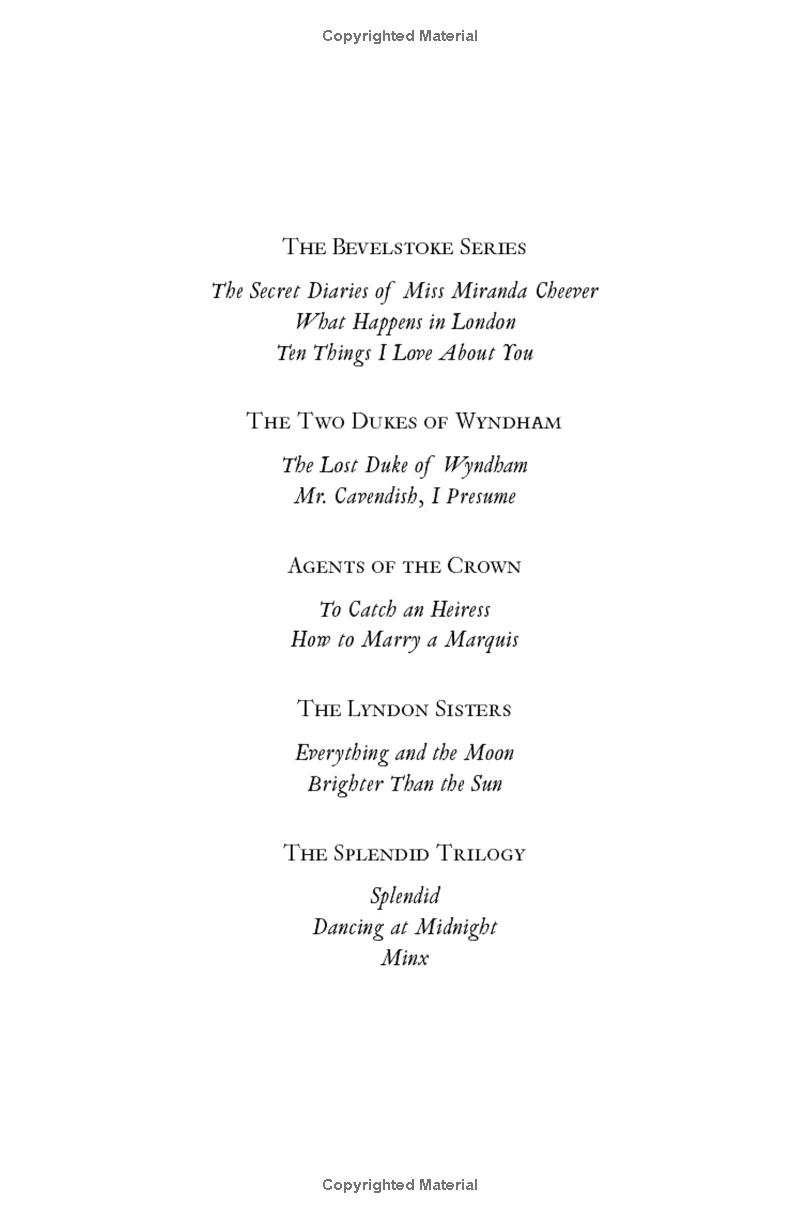 Copyrighted Material
The Bevelstoke Series
The Secret Diaries of Miss Miranda Cheever
What Happens in London
Ten Things I Love About You
The Two Dukes of Wyndham
The Lost Duke of Wyndham
Mr. Cavendish, I Presume
Agents of the Crown
To Catch an Heiress
How to Marry a Marquis
The Lyndon Sisters
Everything and the Moon
Brighter Than the Sun
The Splendid Trilogy
Splendid
Dancing at Midnight
Minx
Copyrighted Material